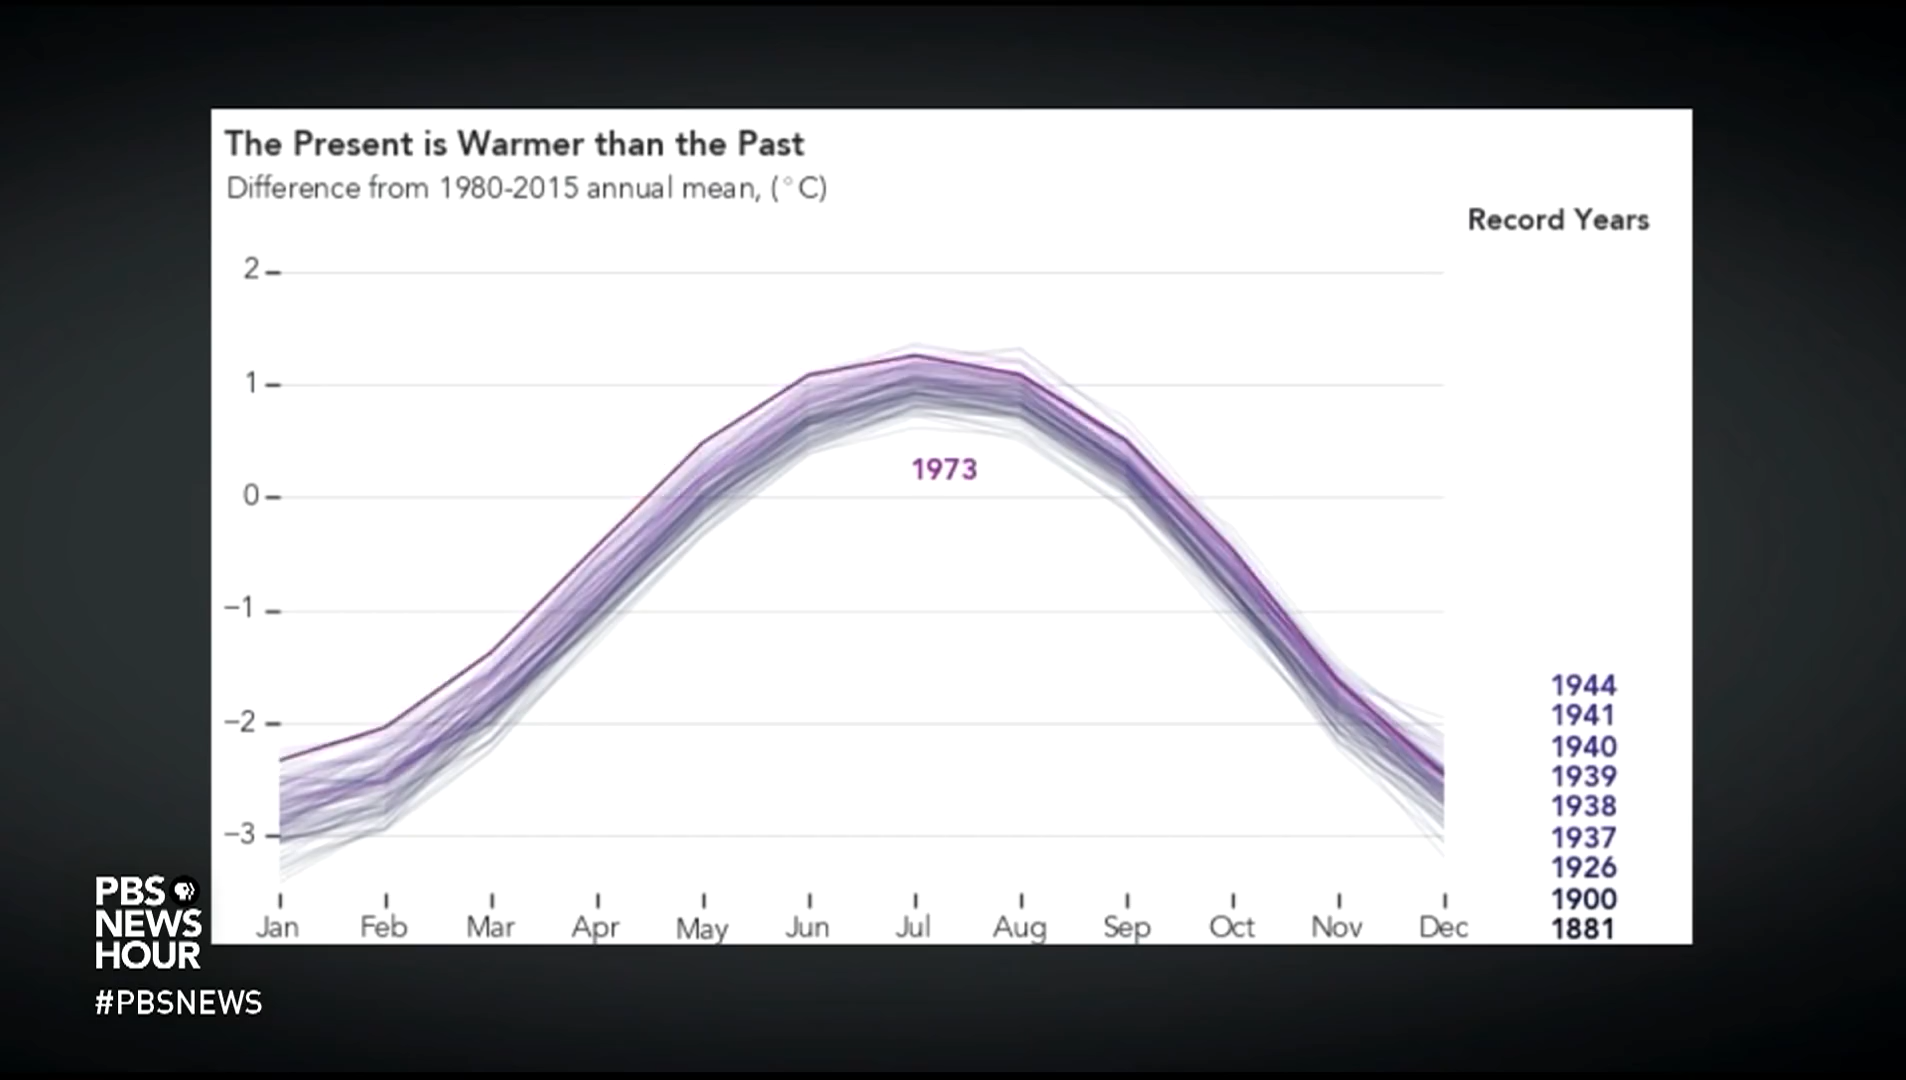 The Present is Warmer than the Past
Difference from 1980-2015 annual mean, (°C)
Record Years
2
1
0
−1
−2
−3
1973
1944
1941
1940
1939
1938
1937
1926
1900
1881
Jan Feb Mar Apr May Jun Jul Aug Sep Oct Nov Dec
PBS
NEWS
HOUR
#PBSNEWS